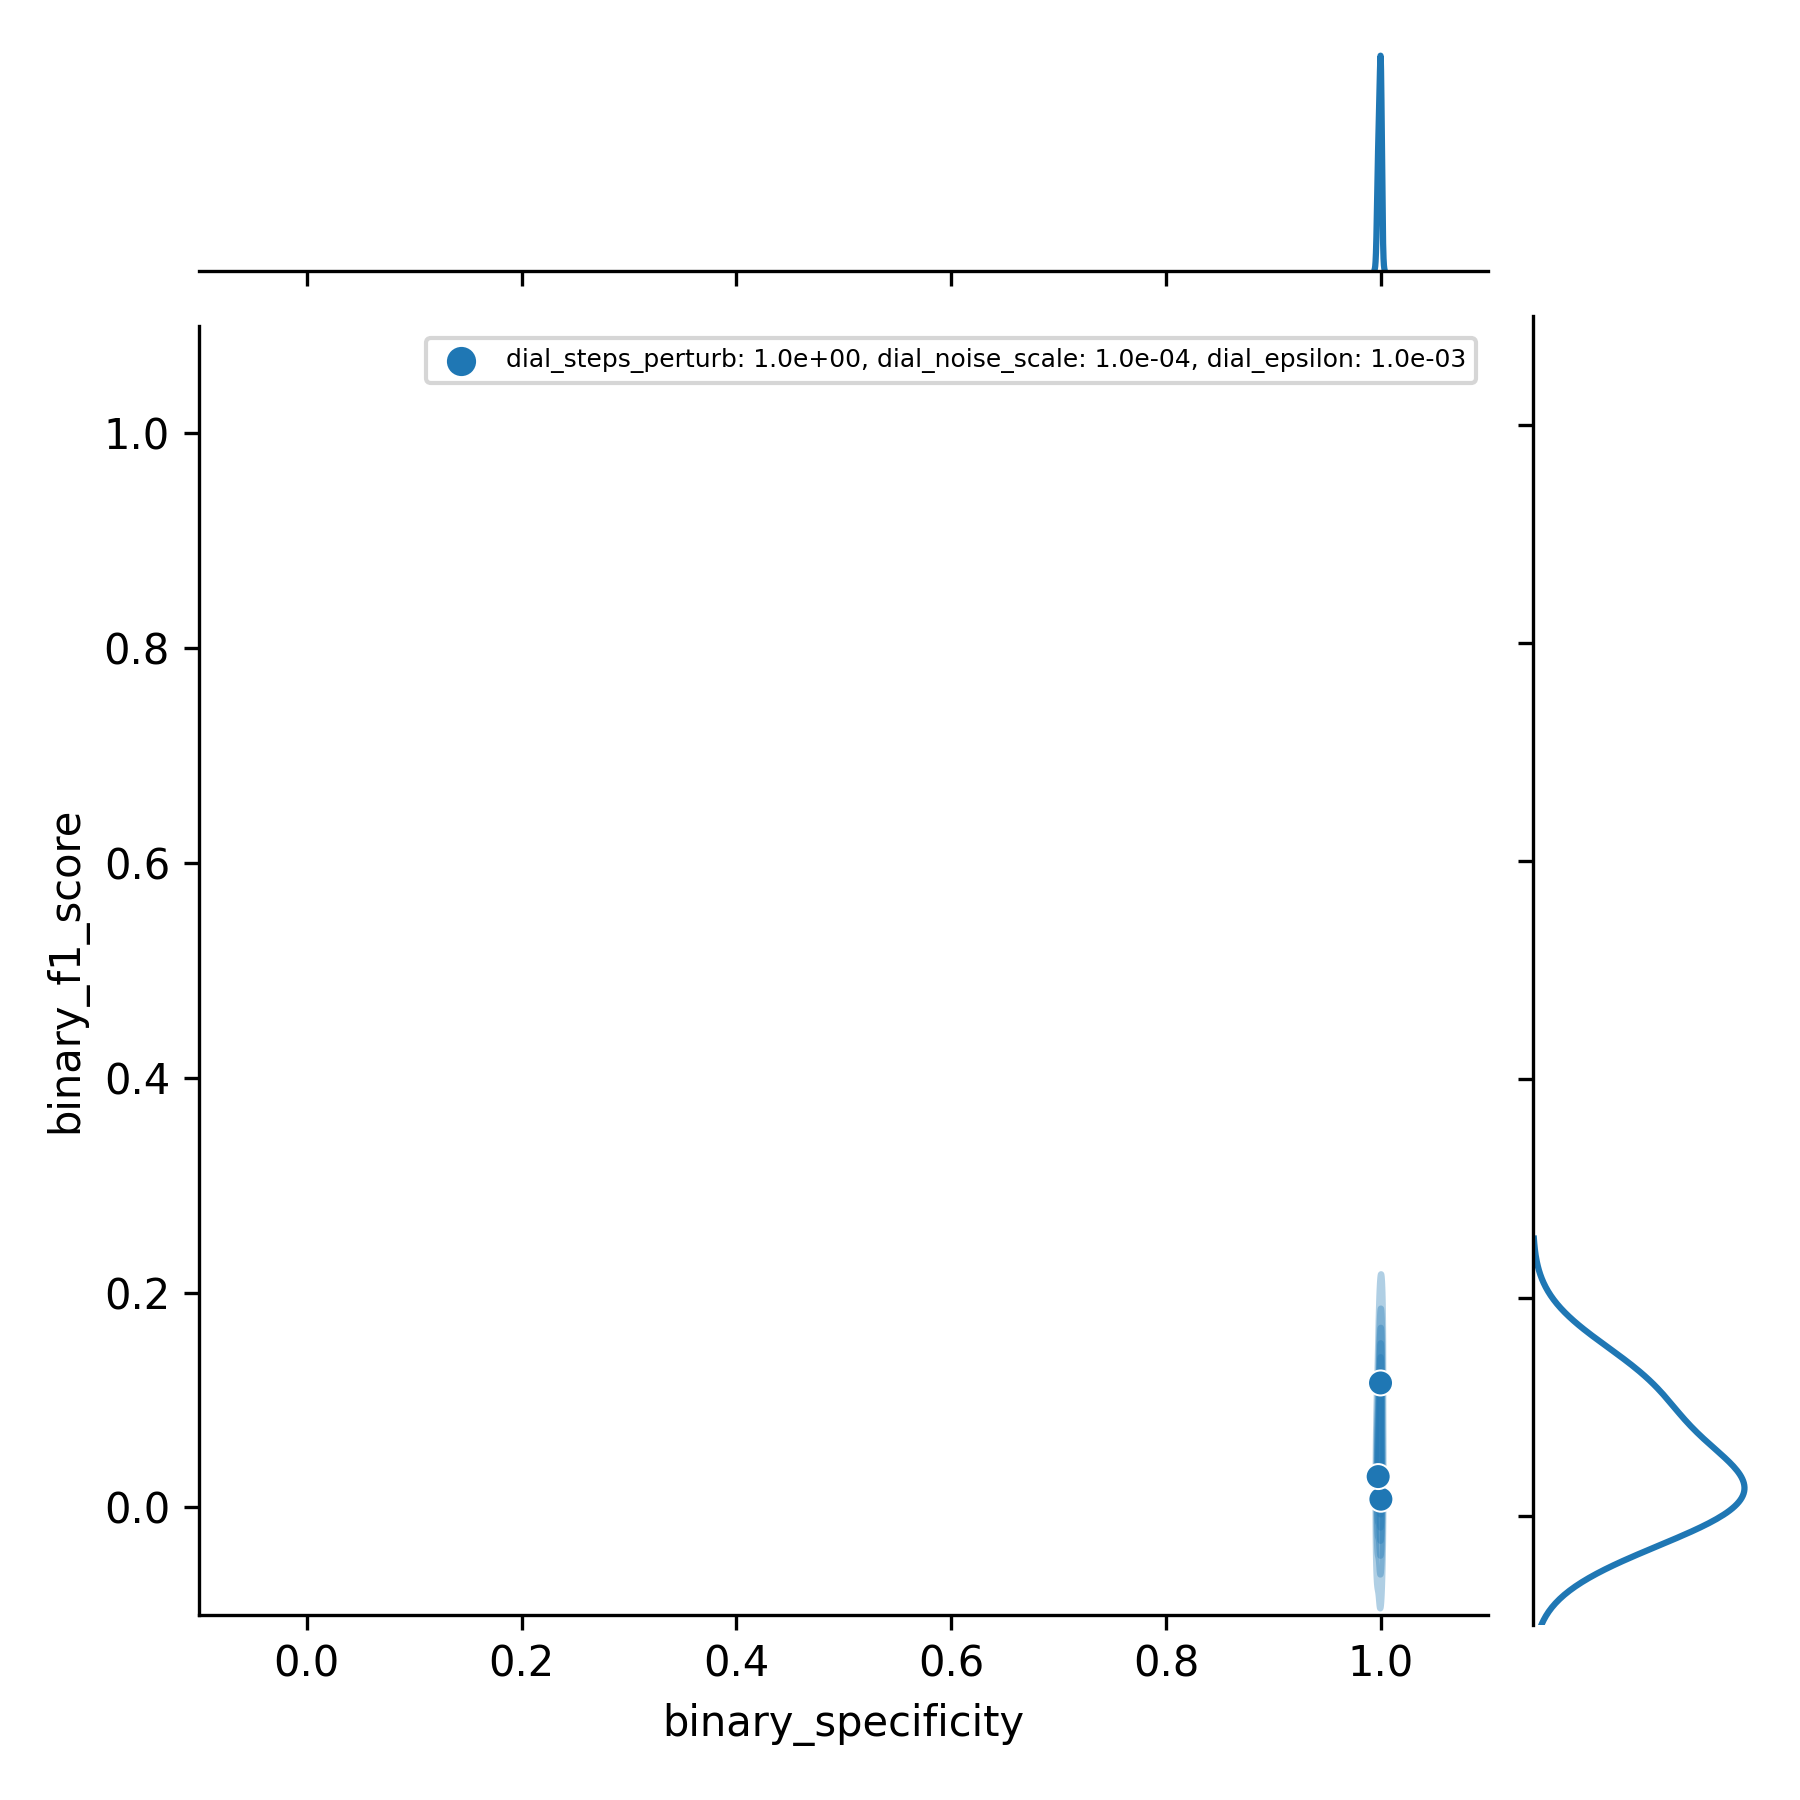 dial_steps_perturb: 1.0e+00, dial_noise_scale: 1.0e-04, dial_epsilon: 1.0e-03
1.0
0.8
0.6
0.4
0.2
0.0
binary_f1_score
0.0 0.2 0.4 0.6 0.8 1.0
binary_specificity